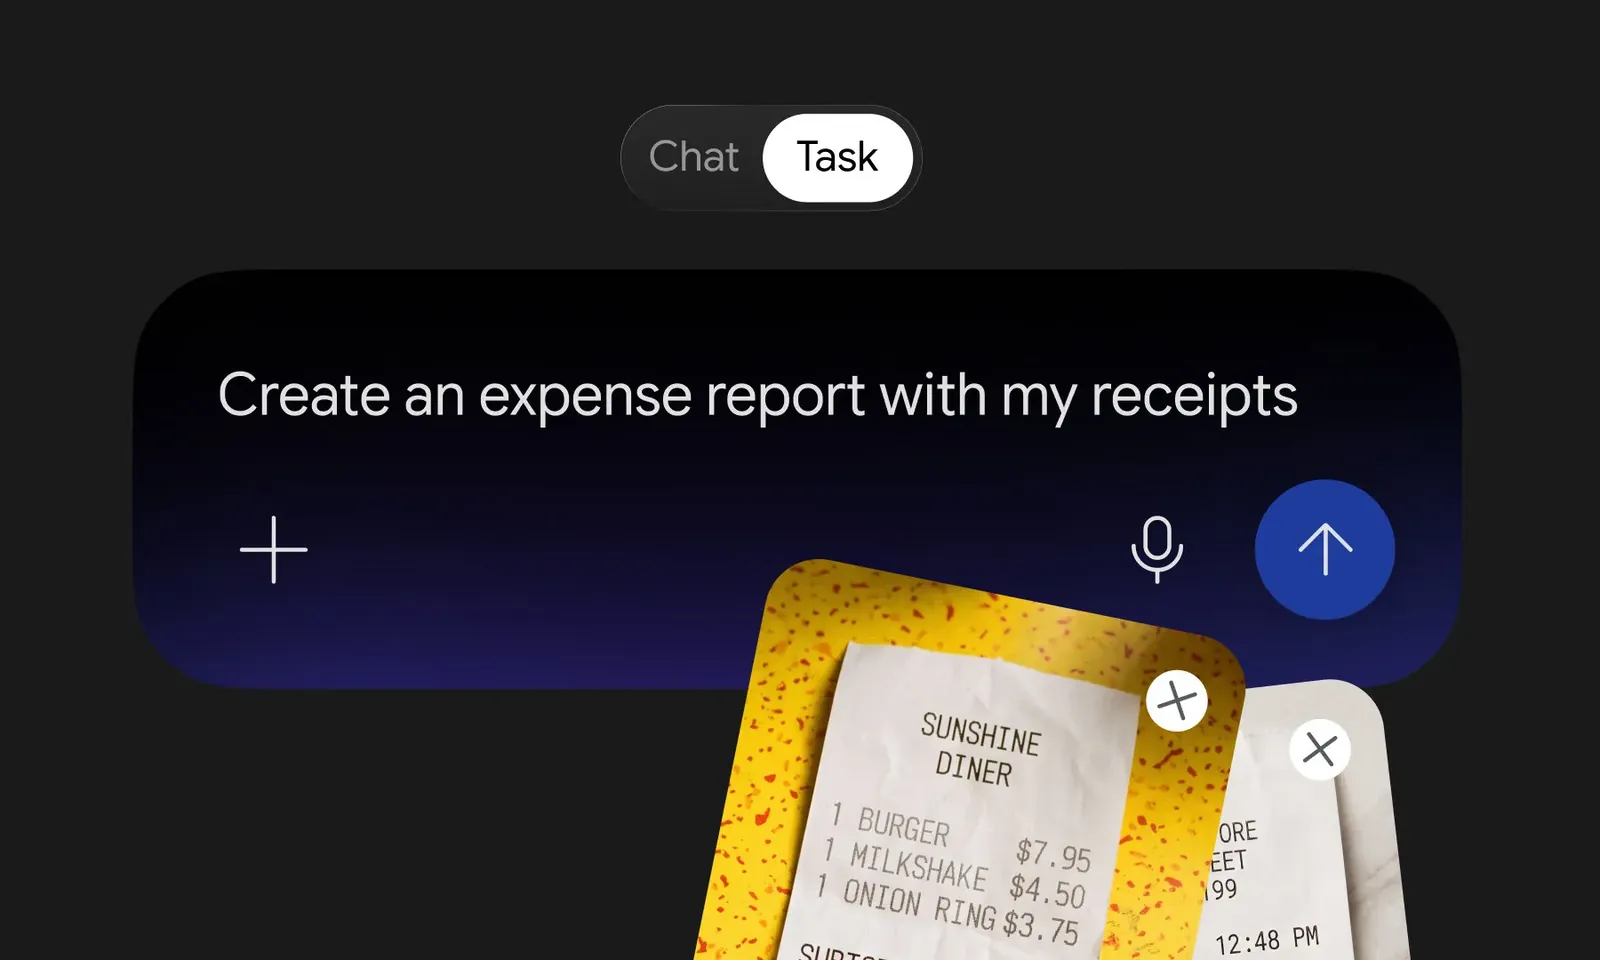 Chat Task
Create an expense report with my receipts
SUNSHINE
DINER
1 BURGER $7.95
1 MILKSHAKE $4.50
1 ONION RING $3.75
ORE
EET
199
12:48 PM